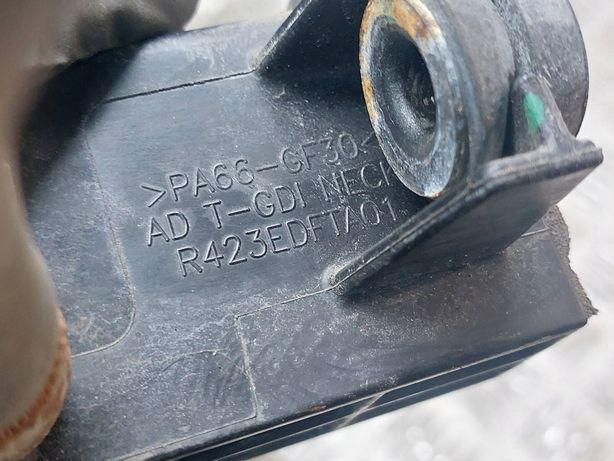 >PA66-GF30<
AD T-GDI NECK
R423EDFTA01